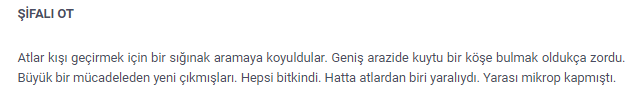 ŞİFALI OT
Atlar kışı geçirmek için bir sığınak aramaya koyuldular. Geniş arazide kuytu bir köşe bulmak oldukça zordu.
Büyük bir mücadeleden yeni çıkmışları. Hepsi bitkindi. Hatta atlardan biri yaralıydı. Yarası mikrop kapmıştı.